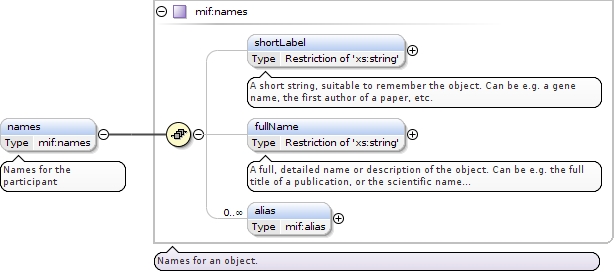 mif:names
shortLabel
Type Restriction of 'xs:string'
A short string, suitable to remember the object. Can be e.g. a gene
name, the first author of a paper, etc.
names
Type mif:names
Names for the
participant
fullName
Type Restriction of 'xs:string'
A full, detailed name or description of the object. Can be e.g. the full
title of a publication, or the scientific name...
0..∞
alias
Type mif:alias
Names for an object.